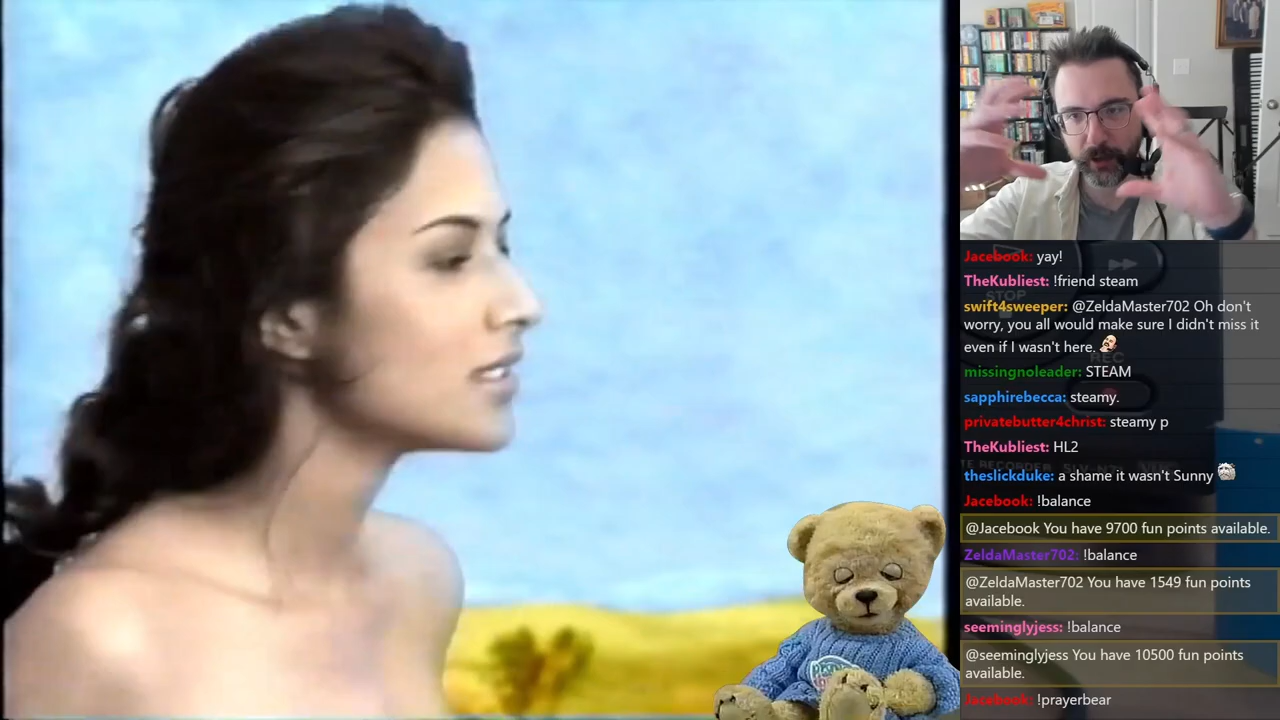 Jacebook: yay!
TheKubliest: !friend steam
swift4sweeper: @ZeldaMaster702 Oh don't
worry, you all would make sure I didn't miss it
even if I wasn't here.
missingnoleader: STEAM
sapphirebecca: steamy.
privatebutter4christ: steamy p
TheKubliest: HL2
theslickduke: a shame it wasn't Sunny
Jacebook: !balance
@Jacebook You have 9700 fun points available.
ZeldaMaster702: !balance
@ZeldaMaster702 You have 1549 fun points
available.
seeminglyjess: !balance
@seeminglyjess You have 10500 fun points
available.
Jacebook: !prayerbear
STOP
REC